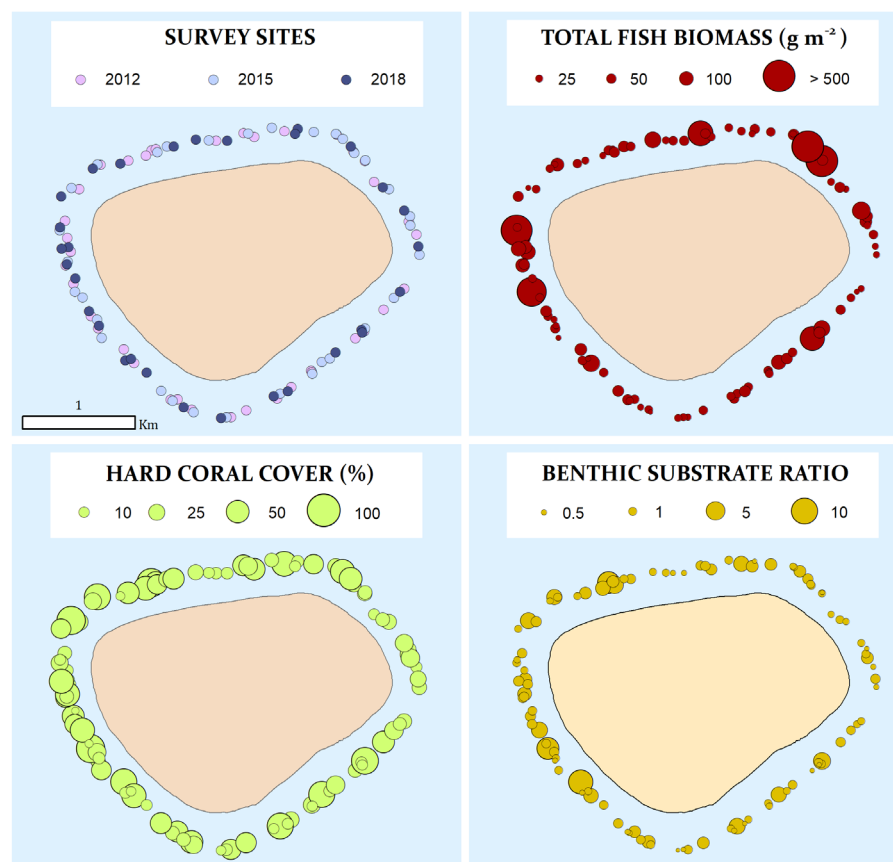 SURVEY SITES
2012 2015 2018
1
Km
TOTAL FISH BIOMASS (g m⁻²)
25 50 100 > 500
HARD CORAL COVER (%)
10 25 50 100
BENTHIC SUBSTRATE RATIO
0.5 1 5 10